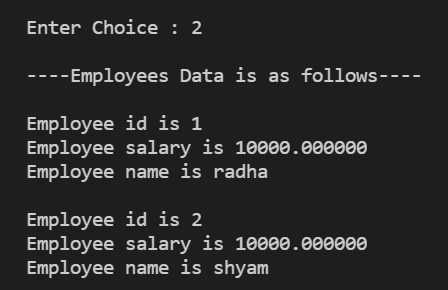 Enter Choice : 2
----Employees Data is as follows----
Employee id is 1
Employee salary is 10000.000000
Employee name is radha
Employee id is 2
Employee salary is 10000.000000
Employee name is shyam